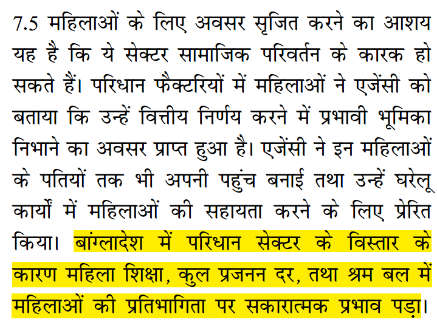 7.5 महिलाओं के लिए अवसर सृजित करने का आशय
यह है कि ये सेक्टर सामाजिक परिवर्तन के कारक हो
सकते हैं। परिधान फैक्टरियों में महिलाओं ने एजेंसी को
बताया कि उन्हें वित्तीय निर्णय करने में प्रभावी भूमिका
निभाने का अवसर प्राप्त हुआ है। एजेंसी ने इन महिलाओं
के पतियों तक भी अपनी पहुंच बनाई तथा उन्हें घरेलू
कार्यों में महिलाओं की सहायता करने के लिए प्रेरित
किया। बांग्लादेश में परिधान सेक्टर के विस्तार के
कारण महिला शिक्षा, कुल प्रजनन दर, तथा श्रम बल में
महिलाओं की प्रतिभागिता पर सकारात्मक प्रभाव पड़ा।